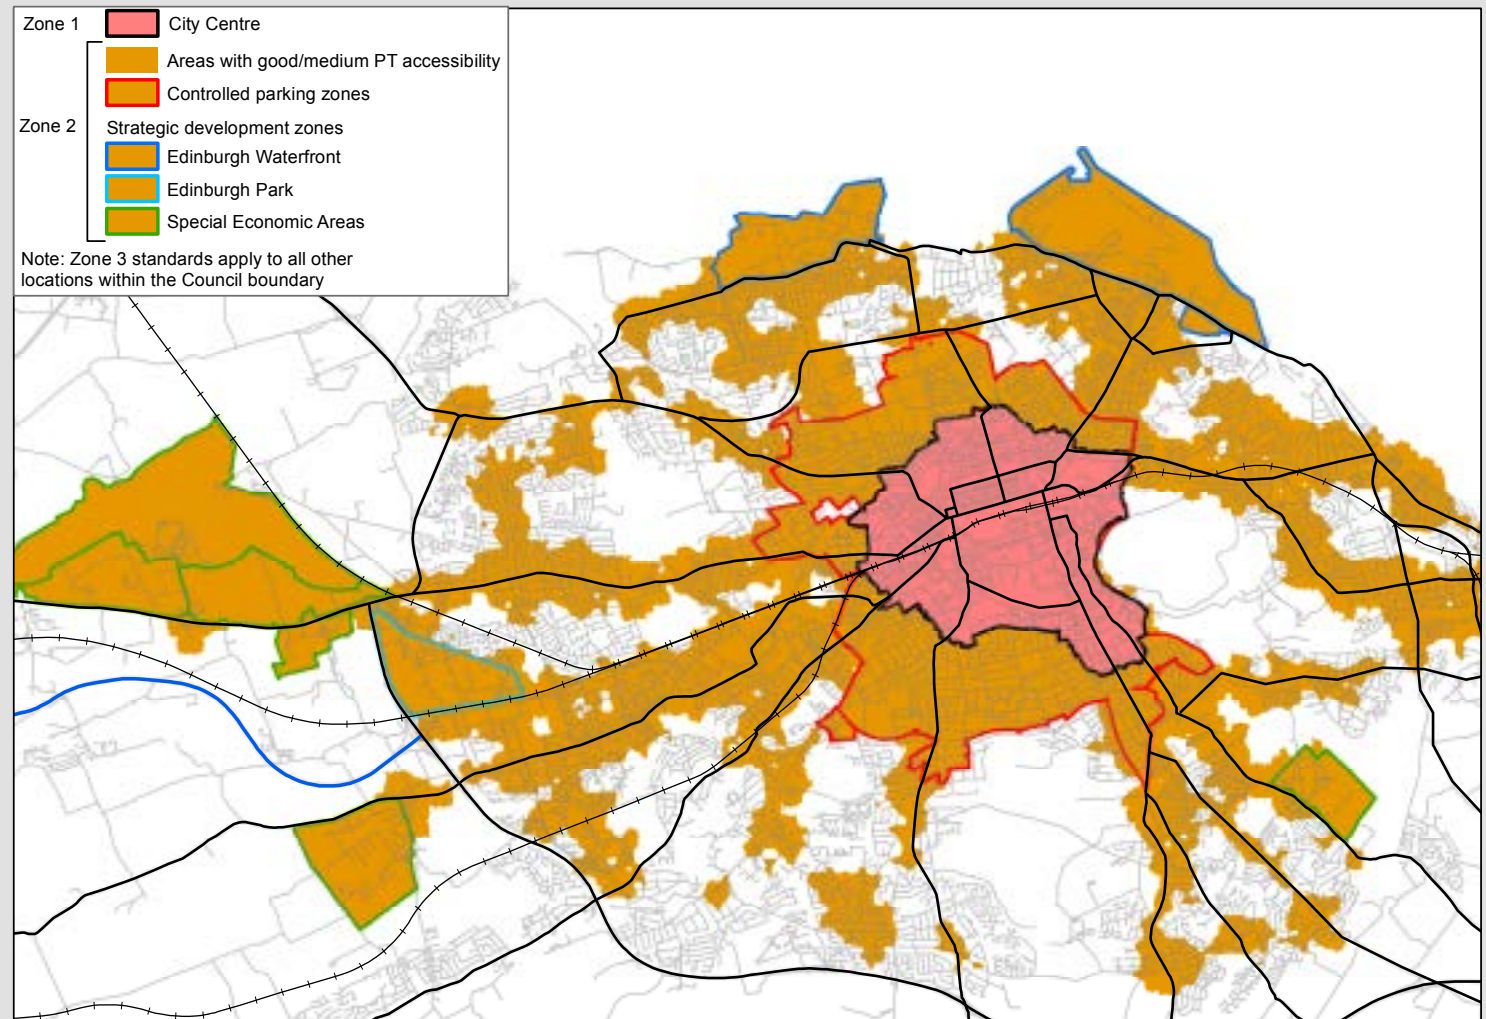 Zone 1
City Centre
Areas with good/medium PT accessibility
Controlled parking zones
Zone 2
Strategic development zones
Edinburgh Waterfront
Edinburgh Park
Special Economic Areas
Note: Zone 3 standards apply to all other
locations within the Council boundary